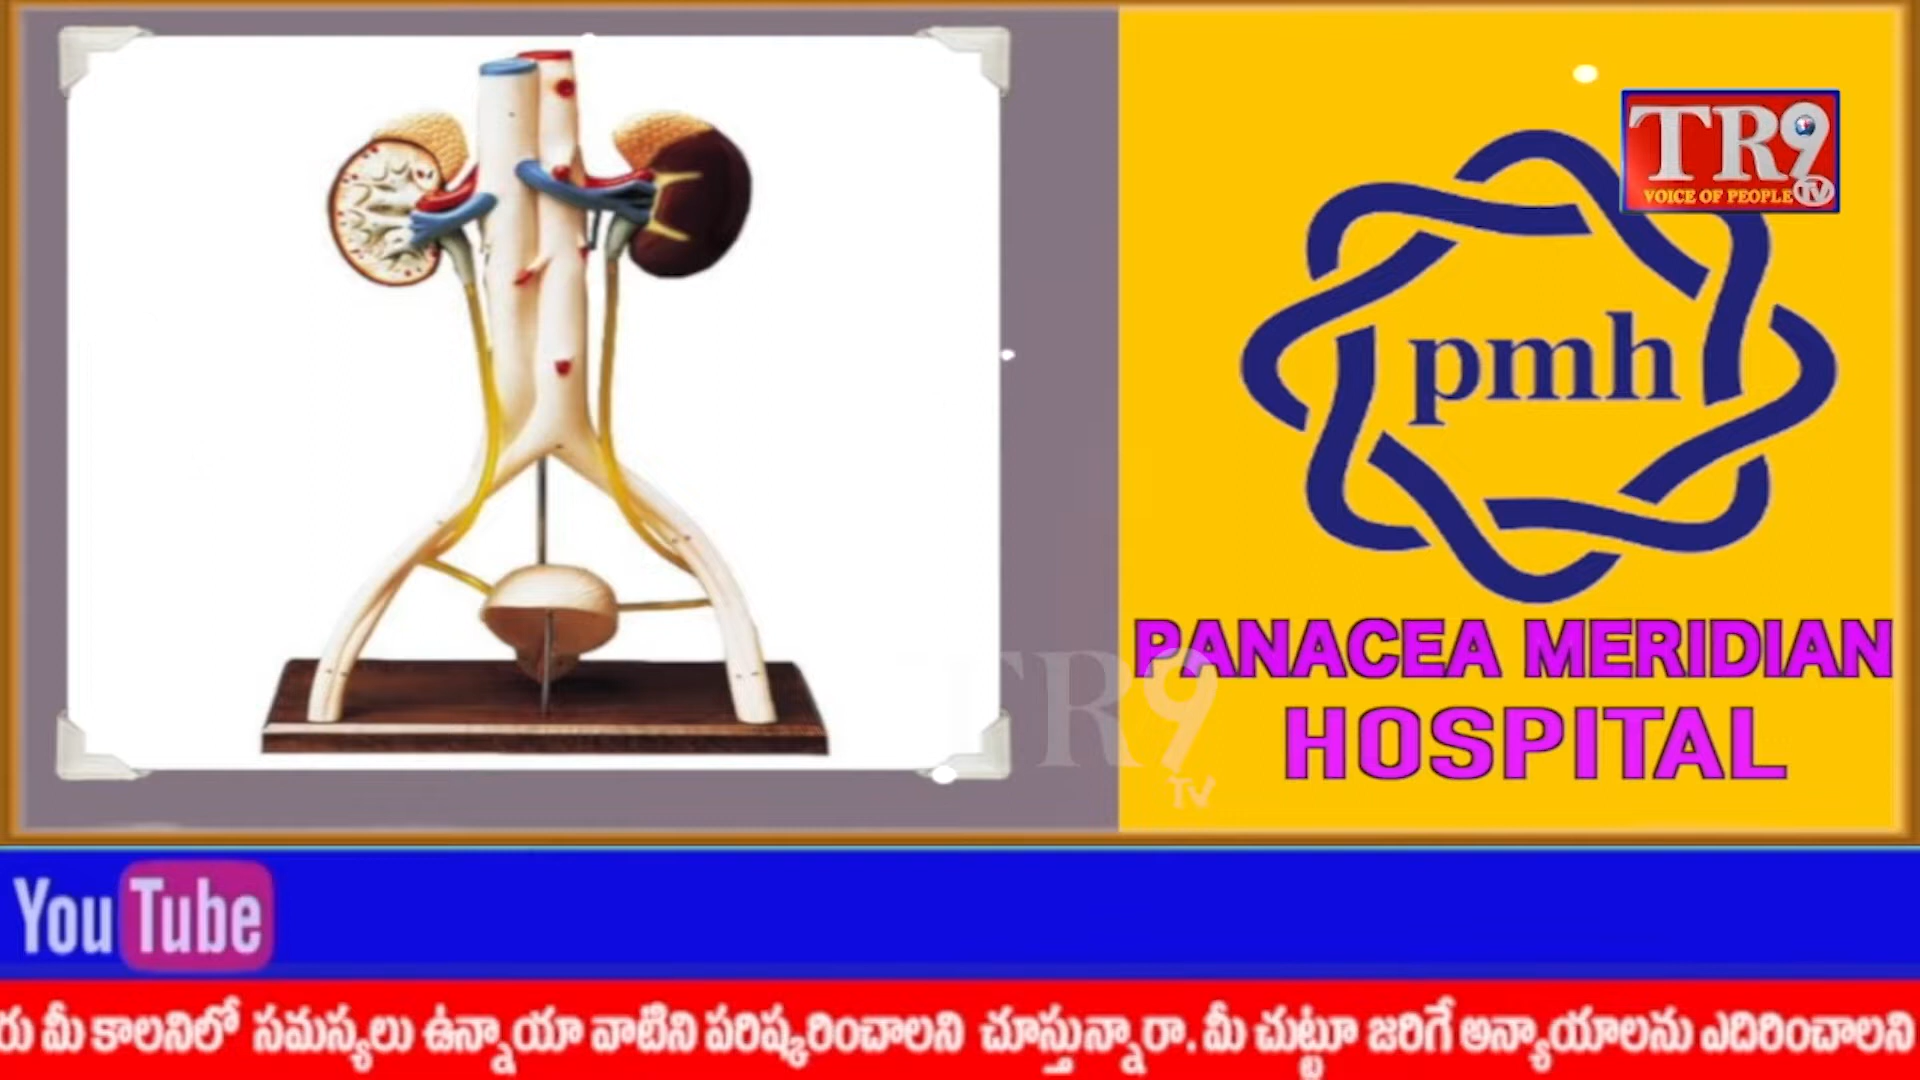 TR9
VOICE OF PEOPLE TV
pmh
PANACEA MERIDIAN
HOSPITAL
TR9
TV
YouTube
రు మీ కాలనిలో సమస్యలు ఉన్నాయా వాటిని పరిష్కరించాలని చూస్తున్నారా. మీ చుట్టూ జరిగే అన్యాయాలను ఎదిరించాలని